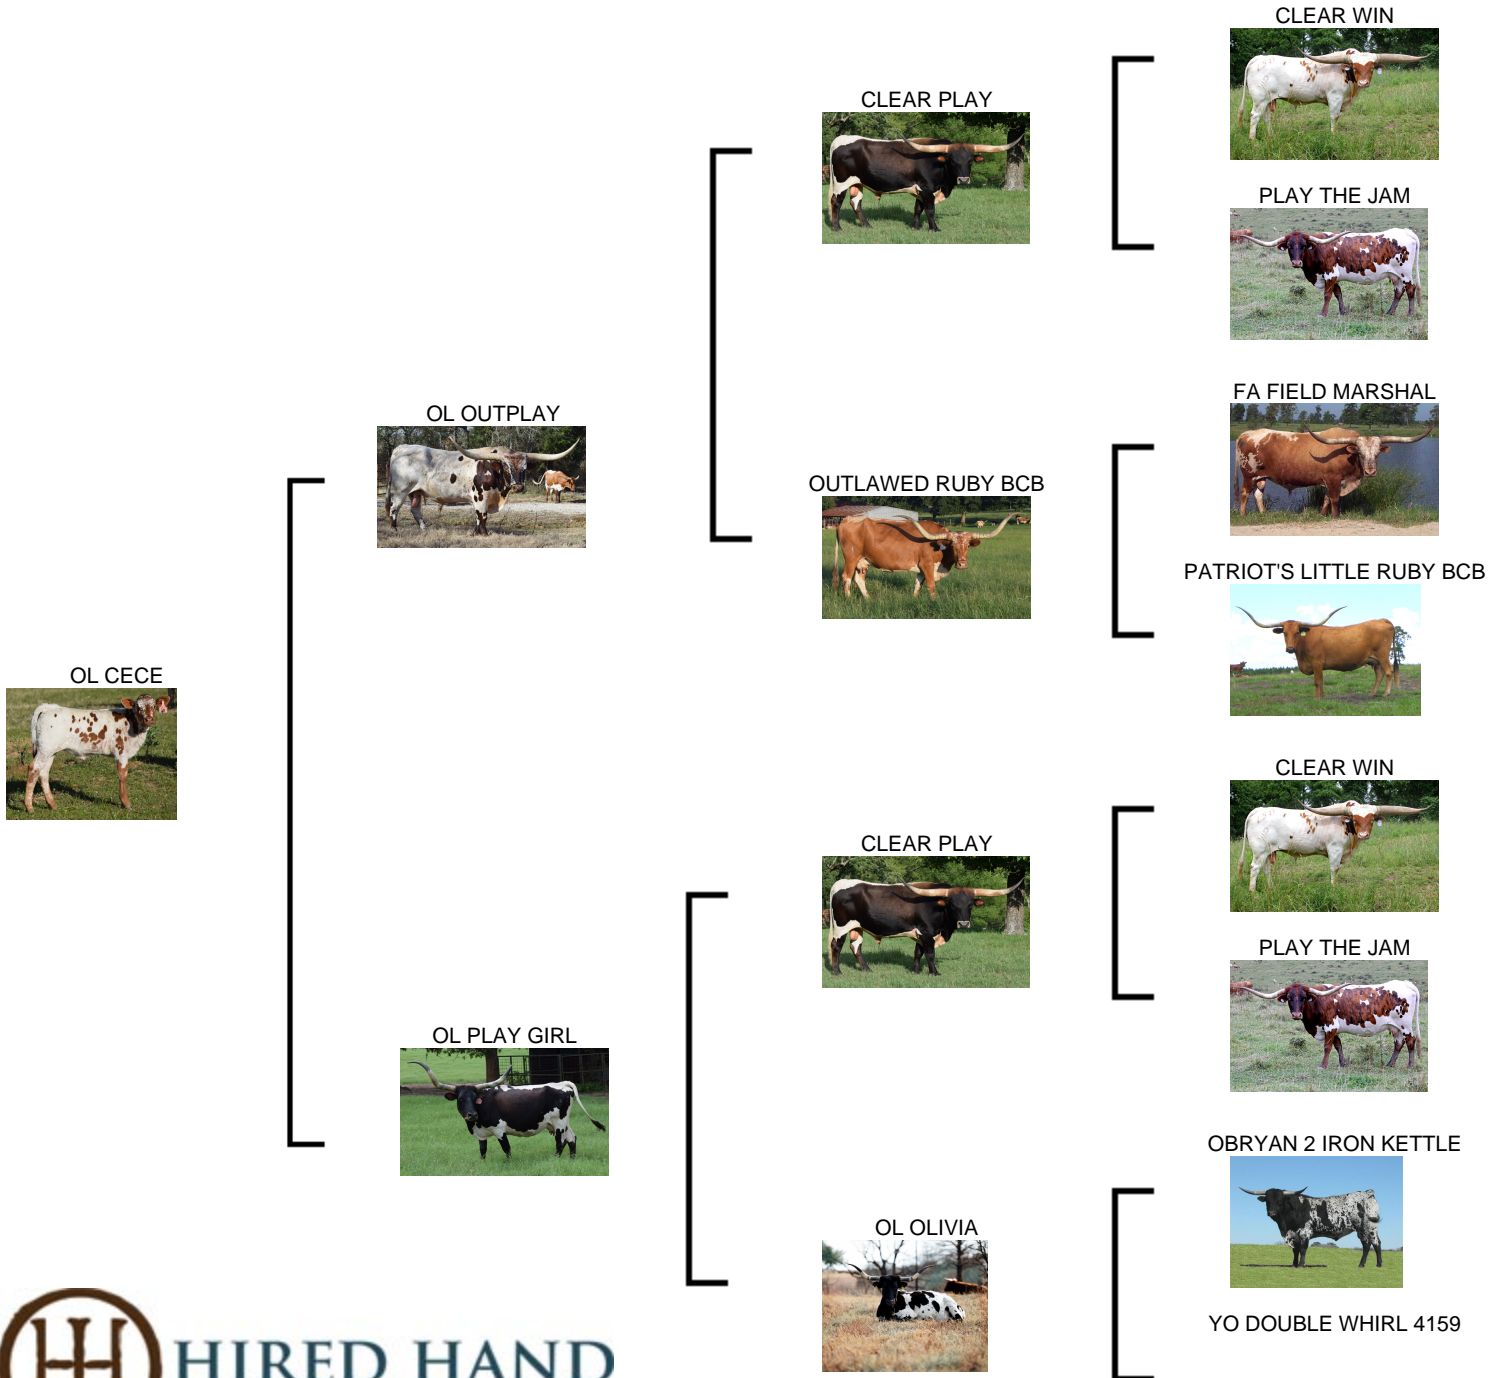 CLEAR WIN
CLEAR PLAY
PLAY THE JAM
FA FIELD MARSHAL
OL OUTPLAY
OUTLAWED RUBY BCB
PATRIOT'S LITTLE RUBY BCB
OL CECE
CLEAR WIN
CLEAR PLAY
PLAY THE JAM
OL PLAY GIRL
OBRYAN 2 IRON KETTLE
OL OLIVIA
YO DOUBLE WHIRL 4159
HIRED HAND